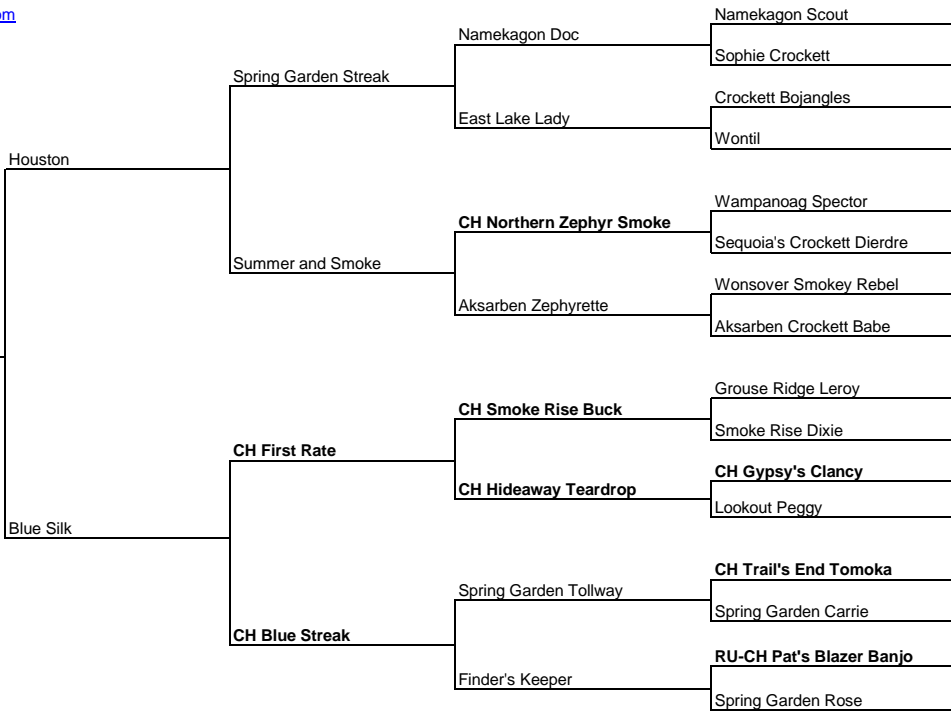 om
Namekagon Scout
Namekagon Doc
Sophie Crockett
Spring Garden Streak
Crockett Bojangles
East Lake Lady
Wontil
Houston
Wampanoag Spector
CH Northern Zephyr Smoke
Sequoia's Crockett Dierdre
Summer and Smoke
Wonsover Smokey Rebel
Aksarben Zephyrette
Aksarben Crockett Babe
Grouse Ridge Leroy
CH Smoke Rise Buck
Smoke Rise Dixie
CH First Rate
CH Gypsy's Clancy
CH Hideaway Teardrop
Lookout Peggy
Blue Silk
CH Trail's End Tomoka
Spring Garden Tollway
Spring Garden Carrie
CH Blue Streak
RU-CH Pat's Blazer Banjo
Finder's Keeper
Spring Garden Rose